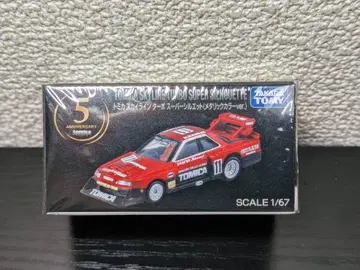 TOMICA SKYLINE TURBO SUPER SILHOUETTE
トミカ スカイライン ターボ スーパーシルエット(メタリックカラーver.)
TAKARA
TOMY
5
ANNIVERSARY
11
TOMICA
11
SCALE 1/67